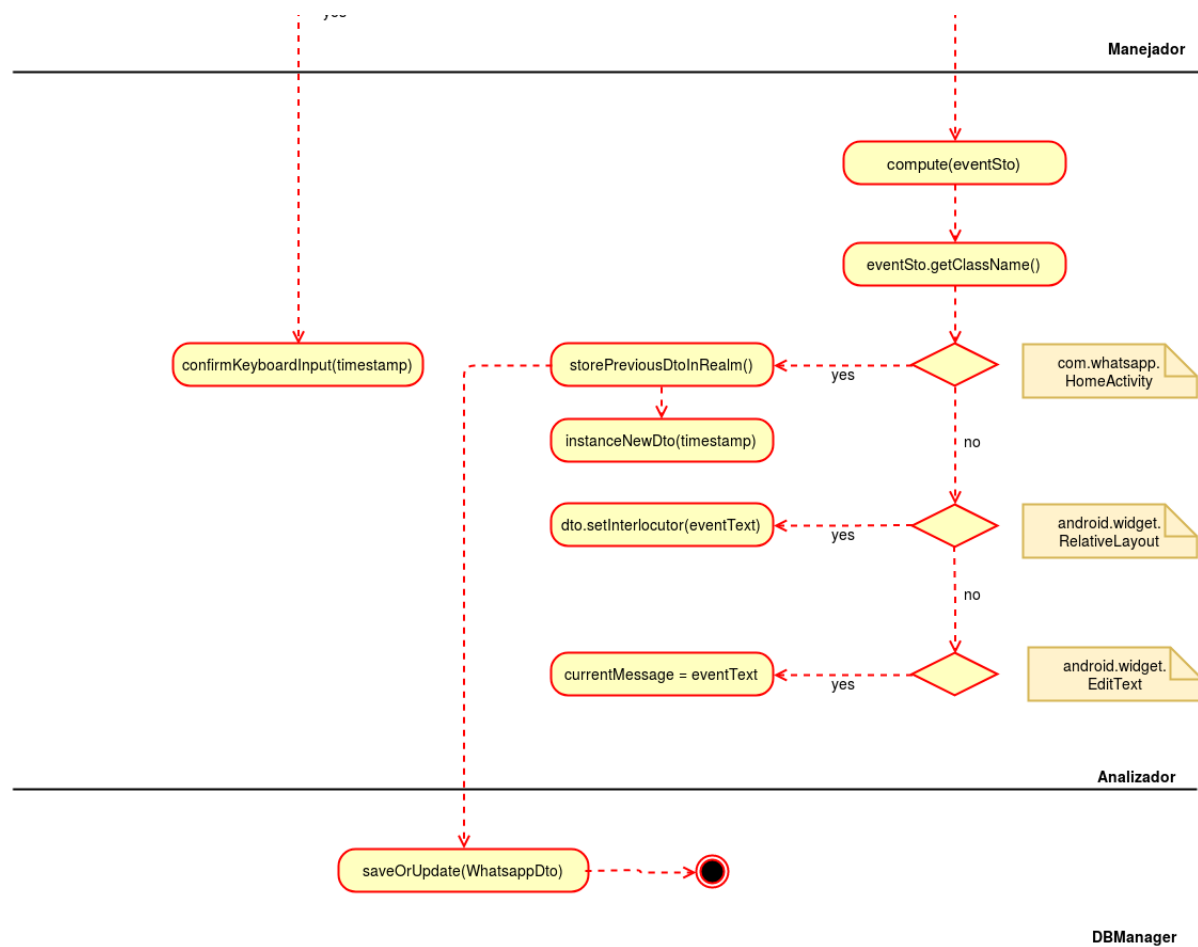 yes
Manejador
compute(eventSto)
eventSto.getClassName()
confirmKeyboardInput(timestamp)
storePreviousDtoInRealm()
yes
com.whatsapp.
HomeActivity
instanceNewDto(timestamp)
no
dto.setInterlocutor(eventText)
yes
android.widget.
RelativeLayout
no
currentMessage = eventText
yes
android.widget.
EditText
Analizador
saveOrUpdate(WhatsappDto)
DBManager